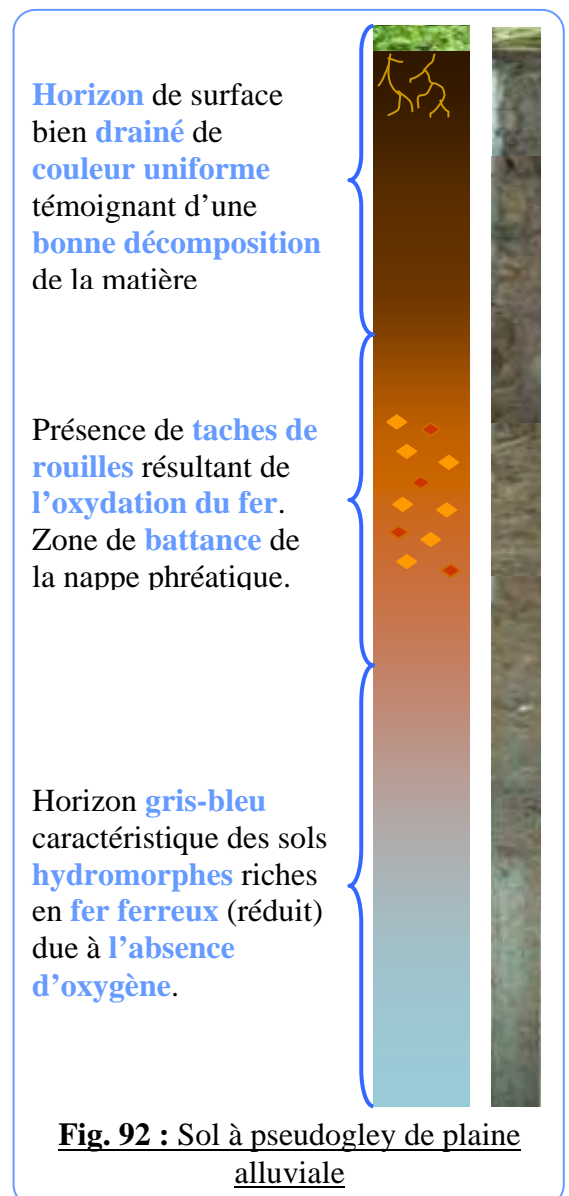 Horizon de surface
bien drainé de
couleur uniforme
témoignant d’une
bonne décomposition
de la matière
Présence de taches de
rouilles résultant de
l’oxydation du fer.
Zone de battance de
la nappe phréatique.
Horizon gris-bleu
caractéristique des sols
hydromorphes riches
en fer ferreux (réduit)
due à l’absence
d’oxygène.
Fig. 92 : Sol à pseudogley de plaine
alluviale